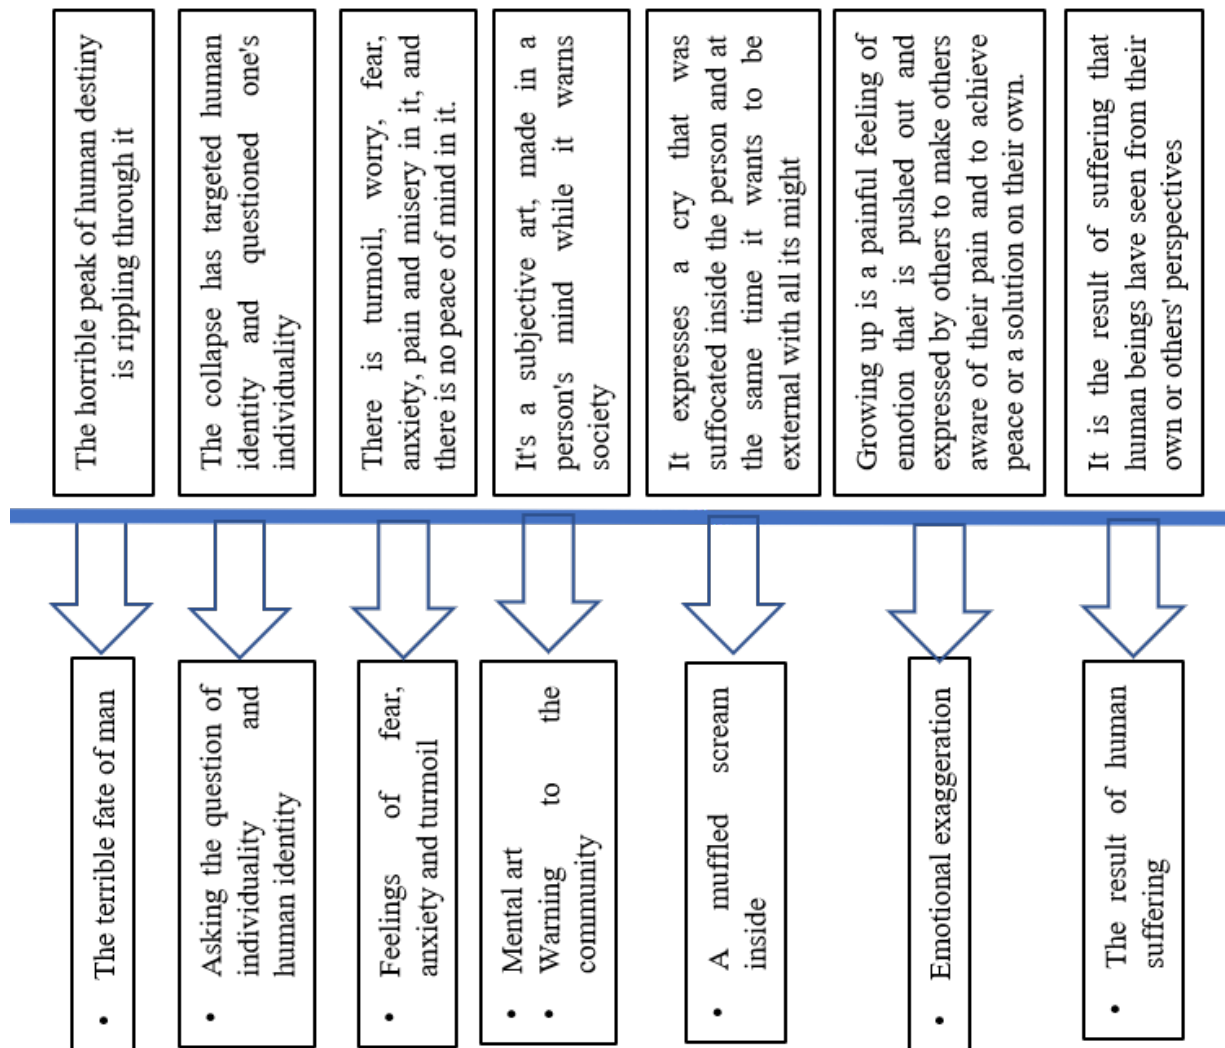 The horrible peak of human destiny
is rippling through it
The collapse has targeted human
identity and questioned one's
individuality
There is turmoil, worry, fear,
anxiety, pain and misery in it, and
there is no peace of mind in it.
It's a subjective art, made in a
person's mind while it warns
society
It expresses a cry that was
suffocated inside the person and at
the same time it wants to be
external with all its might
Growing up is a painful feeling of
emotion that is pushed out and
expressed by others to make others
aware of their pain and to achieve
peace or a solution on their own.
It is the result of suffering that
human beings have seen from their
own or others' perspectives
• The terrible fate of man
• Asking the question of
individuality and
human identity
• Feelings of fear,
anxiety and turmoil
• Mental art
• Warning to the
community
• A muffled scream
inside
• Emotional exaggeration
• The result of human
suffering